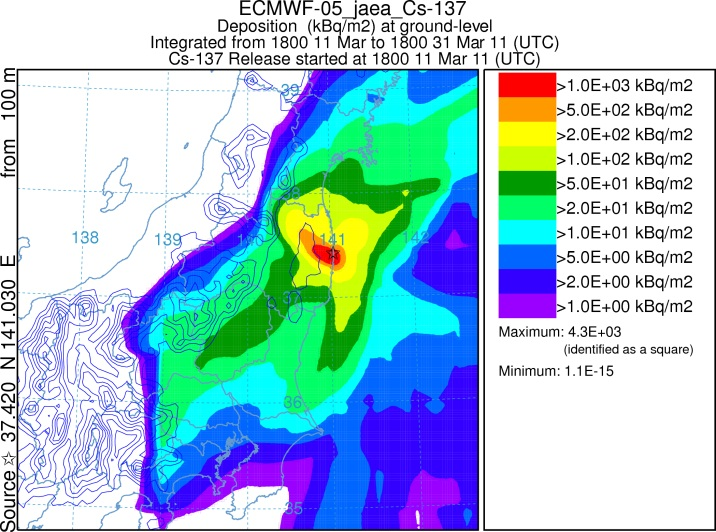 ECMWF-05_jaea_Cs-137
Deposition (kBq/m2) at ground-level
Integrated from 1800 11 Mar to 1800 31 Mar 11 (UTC)
Cs-137 Release started at 1800 11 Mar 11 (UTC)
Source ☆ 37.420 N 141.030 E from 100 m
39
38
138
139
141
142
37
36
35
>1.0E+03 kBq/m2
>5.0E+02 kBq/m2
>2.0E+02 kBq/m2
>1.0E+02 kBq/m2
>5.0E+01 kBq/m2
>2.0E+01 kBq/m2
>1.0E+01 kBq/m2
>5.0E+00 kBq/m2
>2.0E+00 kBq/m2
>1.0E+00 kBq/m2
Maximum: 4.3E+03
(identified as a square)
Minimum: 1.1E-15